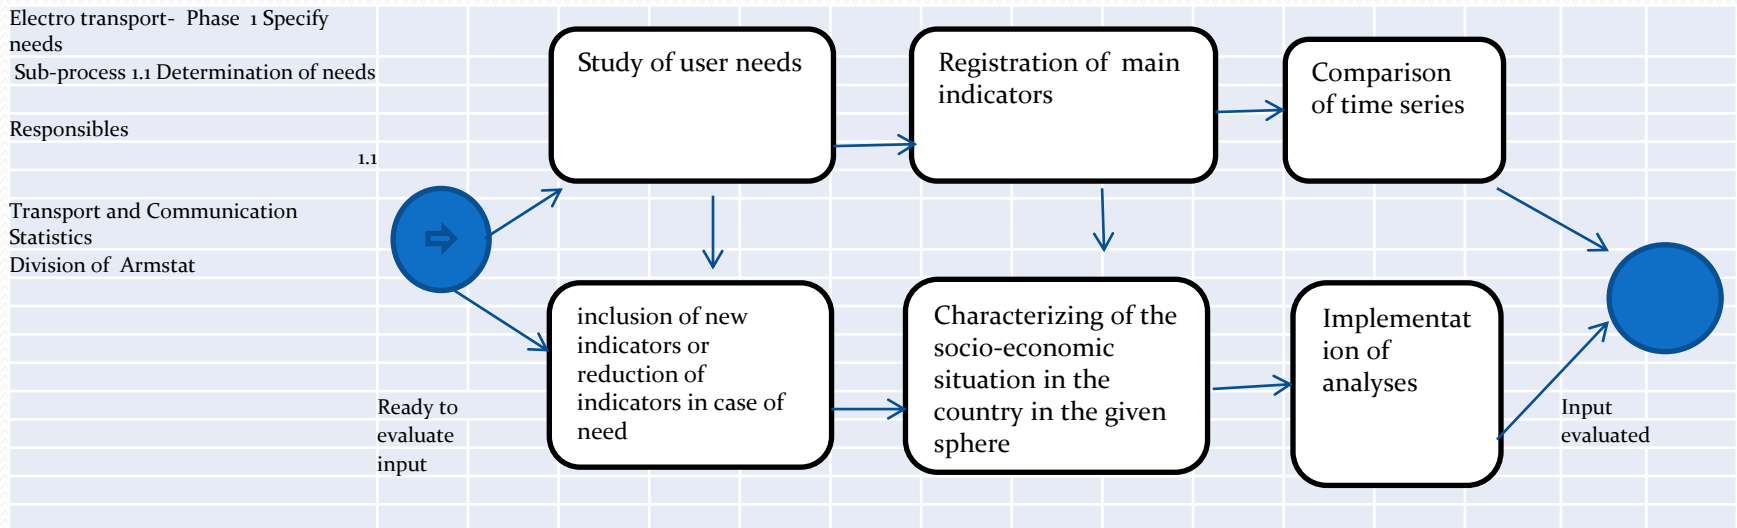 Electro transport-  Phase  1 Specify
needs
Sub-process 1.1 Determination of needs
Responsibles
1.1
Transport and Communication
Statistics
Division of  Armstat
Study of user needs
Registration of  main
indicators
Comparison
of time series
inclusion of new
indicators or
reduction of
indicators in case of
need
Characterizing of the
socio-economic
situation in the
country in the given
sphere
Implementat
ion of
analyses
Ready to
evaluate
input
Input
evaluated